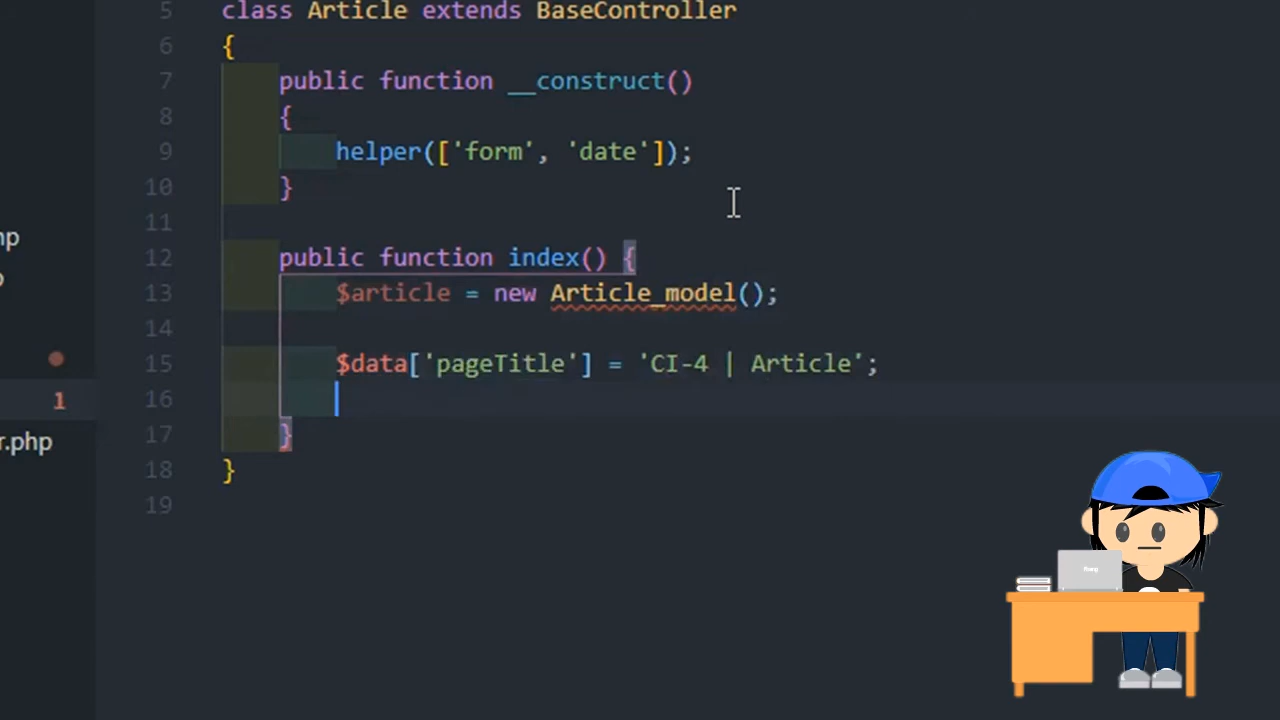 5 class Article extends BaseController
6 {
7 public function __construct()
8 {
9 helper(['form', 'date']);
10 }
11
12 public function index() {
13 $article = new Article_model();
14
15 $data['pageTitle'] = 'CI-4 | Article';
16
17 }
18 }
19
1
r.php